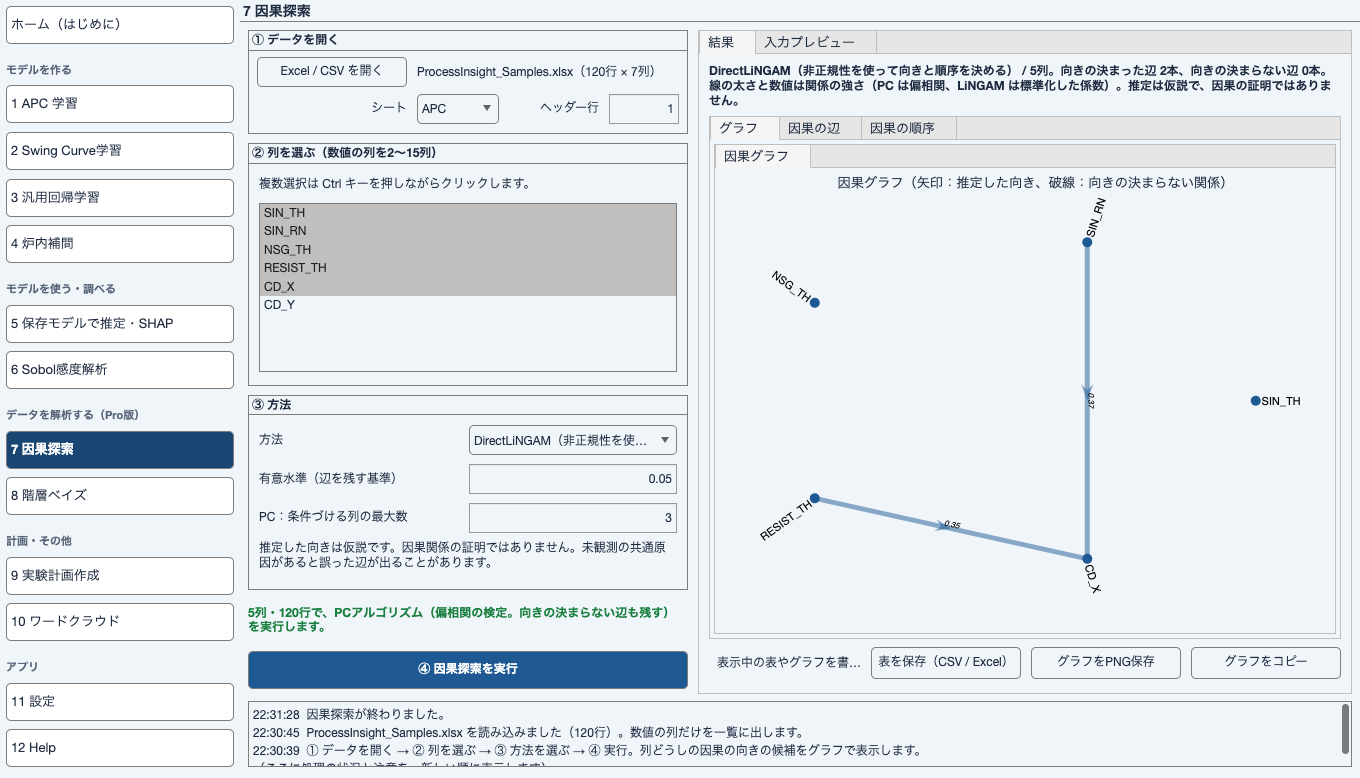 ホーム（はじめに）
モデルを作る
1 APC 学習
2 Swing Curve学習
3 汎用回帰学習
4 炉内補間
モデルを使う・調べる
5 保存モデルで推定・SHAP
6 Sobol感度解析
データを解析する（Pro版）
7 因果探索
8 階層ベイズ
計画・その他
9 実験計画作成
10 ワードクラウド
アプリ
11 設定
12 Help
7 因果探索
① データを開く
Excel / CSV を開く
ProcessInsight_Samples.xlsx（120行 × 7列）
シート
APC
ヘッダー行
1
② 列を選ぶ（数値の列を2〜15列）
複数選択は Ctrl キーを押しながらクリックします。
SIN_TH
SIN_RN
NSG_TH
RESIST_TH
CD_X
CD_Y
③ 方法
方法
DirectLiNGAM（非正規性を使…
有意水準（辺を残す基準）
0.05
PC：条件づける列の最大数
3
推定した向きは仮説です。因果関係の証明ではありません。未観測の共通原
因があると誤った辺が出ることがあります。
5列・120行で、PCアルゴリズム（偏相関の検定。向きの決まらない辺も残す）
を実行します。
④ 因果探索を実行
結果
入力プレビュー
DirectLiNGAM（非正規性を使って向きと順序を決める） / 5列。向きの決まった辺 2本、向きの決まらない辺 0本。
線の太さと数値は関係の強さ（PC は偏相関、LiNGAM は標準化した係数）。推定は仮説で、因果の証明ではありま
せん。
グラフ
因果の辺
因果の順序
因果グラフ
因果グラフ（矢印：推定した向き、破線：向きの決まらない関係）
SIN_RN
NSG_TH
0.37
SIN_TH
RESIST_TH
0.35
CD_X
表示中の表やグラフを書…
表を保存（CSV / Excel）
グラフをPNG保存
グラフをコピー
22:31:28 因果探索が終わりました。
22:30:45 ProcessInsight_Samples.xlsx を読み込みました（120行）。数値の列だけを一覧に出します。
22:30:39 ① データを開く → ② 列を選ぶ → ③ 方法を選ぶ → ④ 実行。列どうしの因果の向きの候補をグラフで表示します。